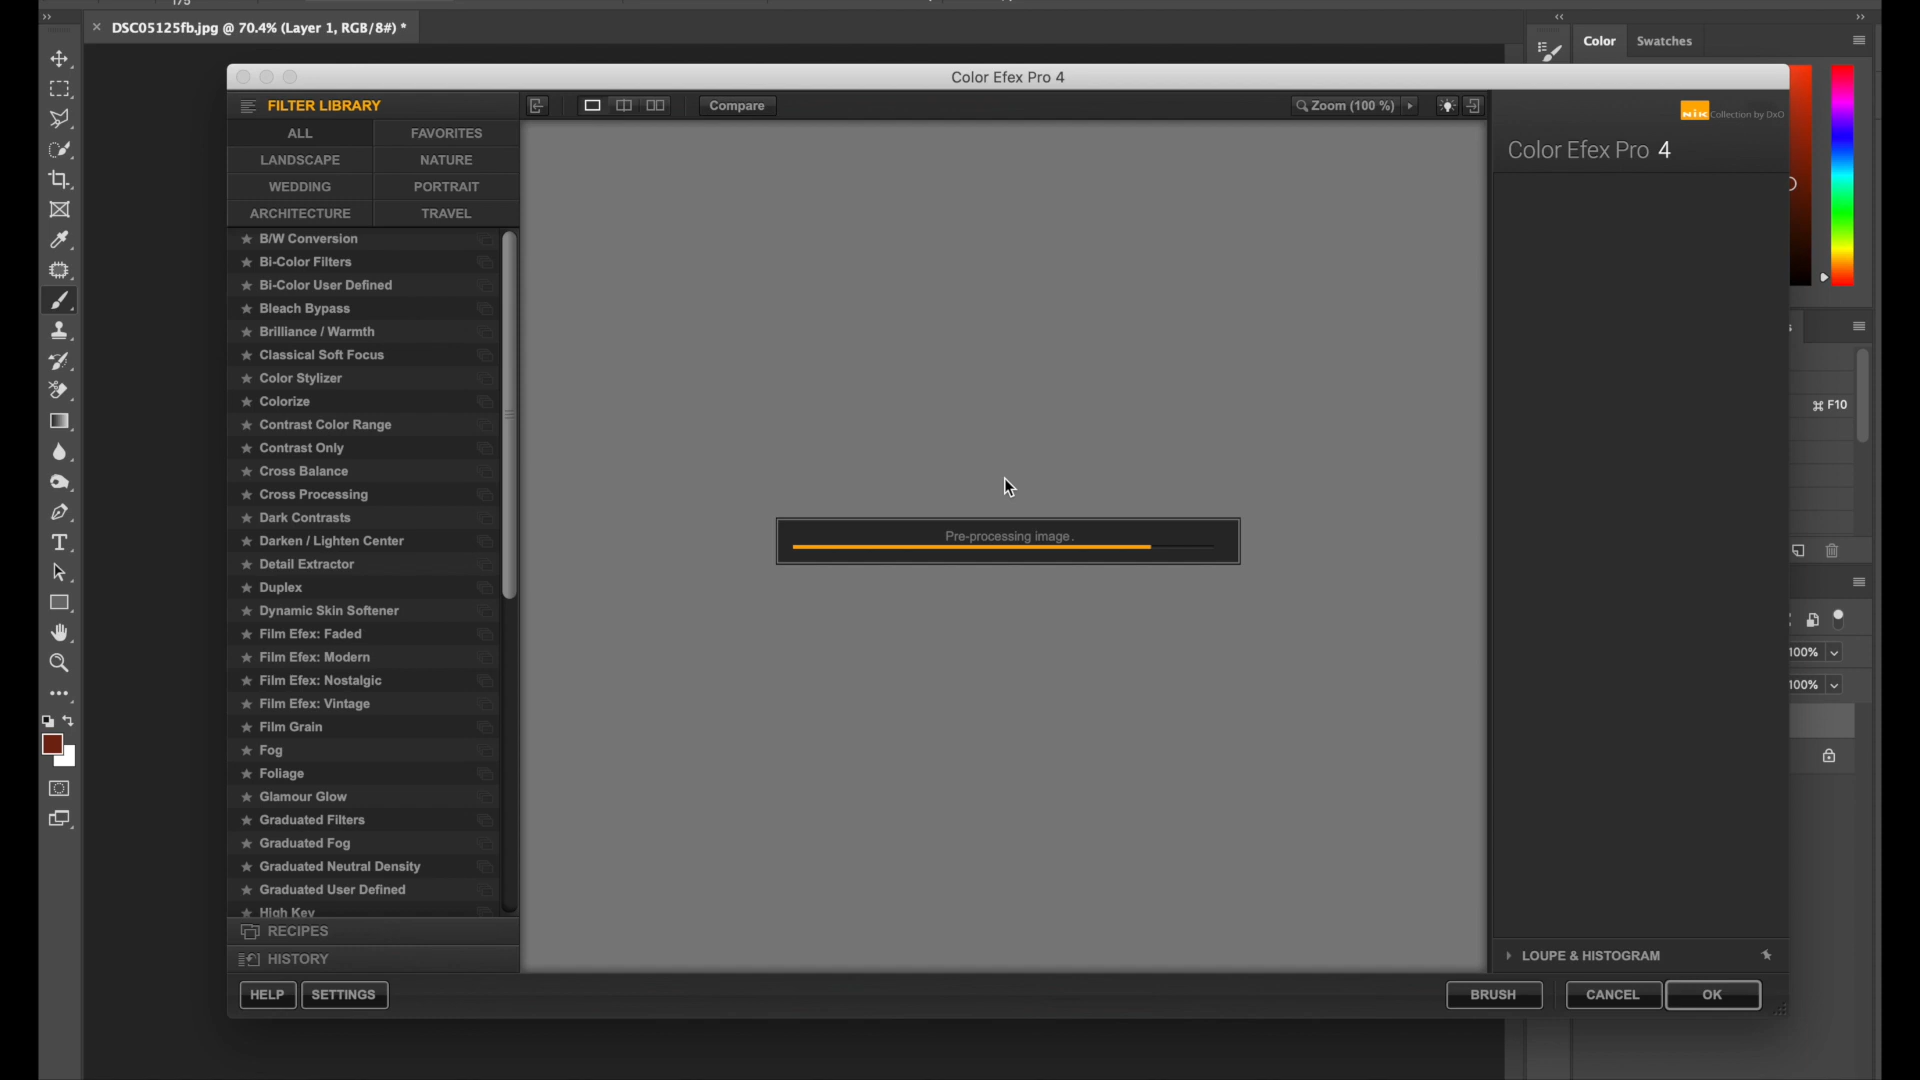 DSC05125fb.jpg @ 70.4% (Layer 1, RGB/8#) *
Color
Swatches
Color Efex Pro 4
FILTER LIBRARY
Compare
Zoom (100 %)
Nik Collection by DxO
Color Efex Pro 4
ALL
FAVORITES
LANDSCAPE
NATURE
WEDDING
PORTRAIT
ARCHITECTURE
TRAVEL
B/W Conversion
Bi-Color Filters
Bi-Color User Defined
Bleach Bypass
Brilliance / Warmth
Classical Soft Focus
Color Stylizer
Colorize
Contrast Color Range
Contrast Only
Cross Balance
Cross Processing
Dark Contrasts
Darken / Lighten Center
Detail Extractor
Duplex
Dynamic Skin Softener
Film Efex: Faded
Film Efex: Modern
Film Efex: Nostalgic
Film Efex: Vintage
Film Grain
Fog
Foliage
Glamour Glow
Graduated Filters
Graduated Fog
Graduated Neutral Density
Graduated User Defined
High Key
RECIPES
HISTORY
Pre-processing image.
⌘ F10
100%
100%
LOUPE & HISTOGRAM
HELP
SETTINGS
BRUSH
CANCEL
OK